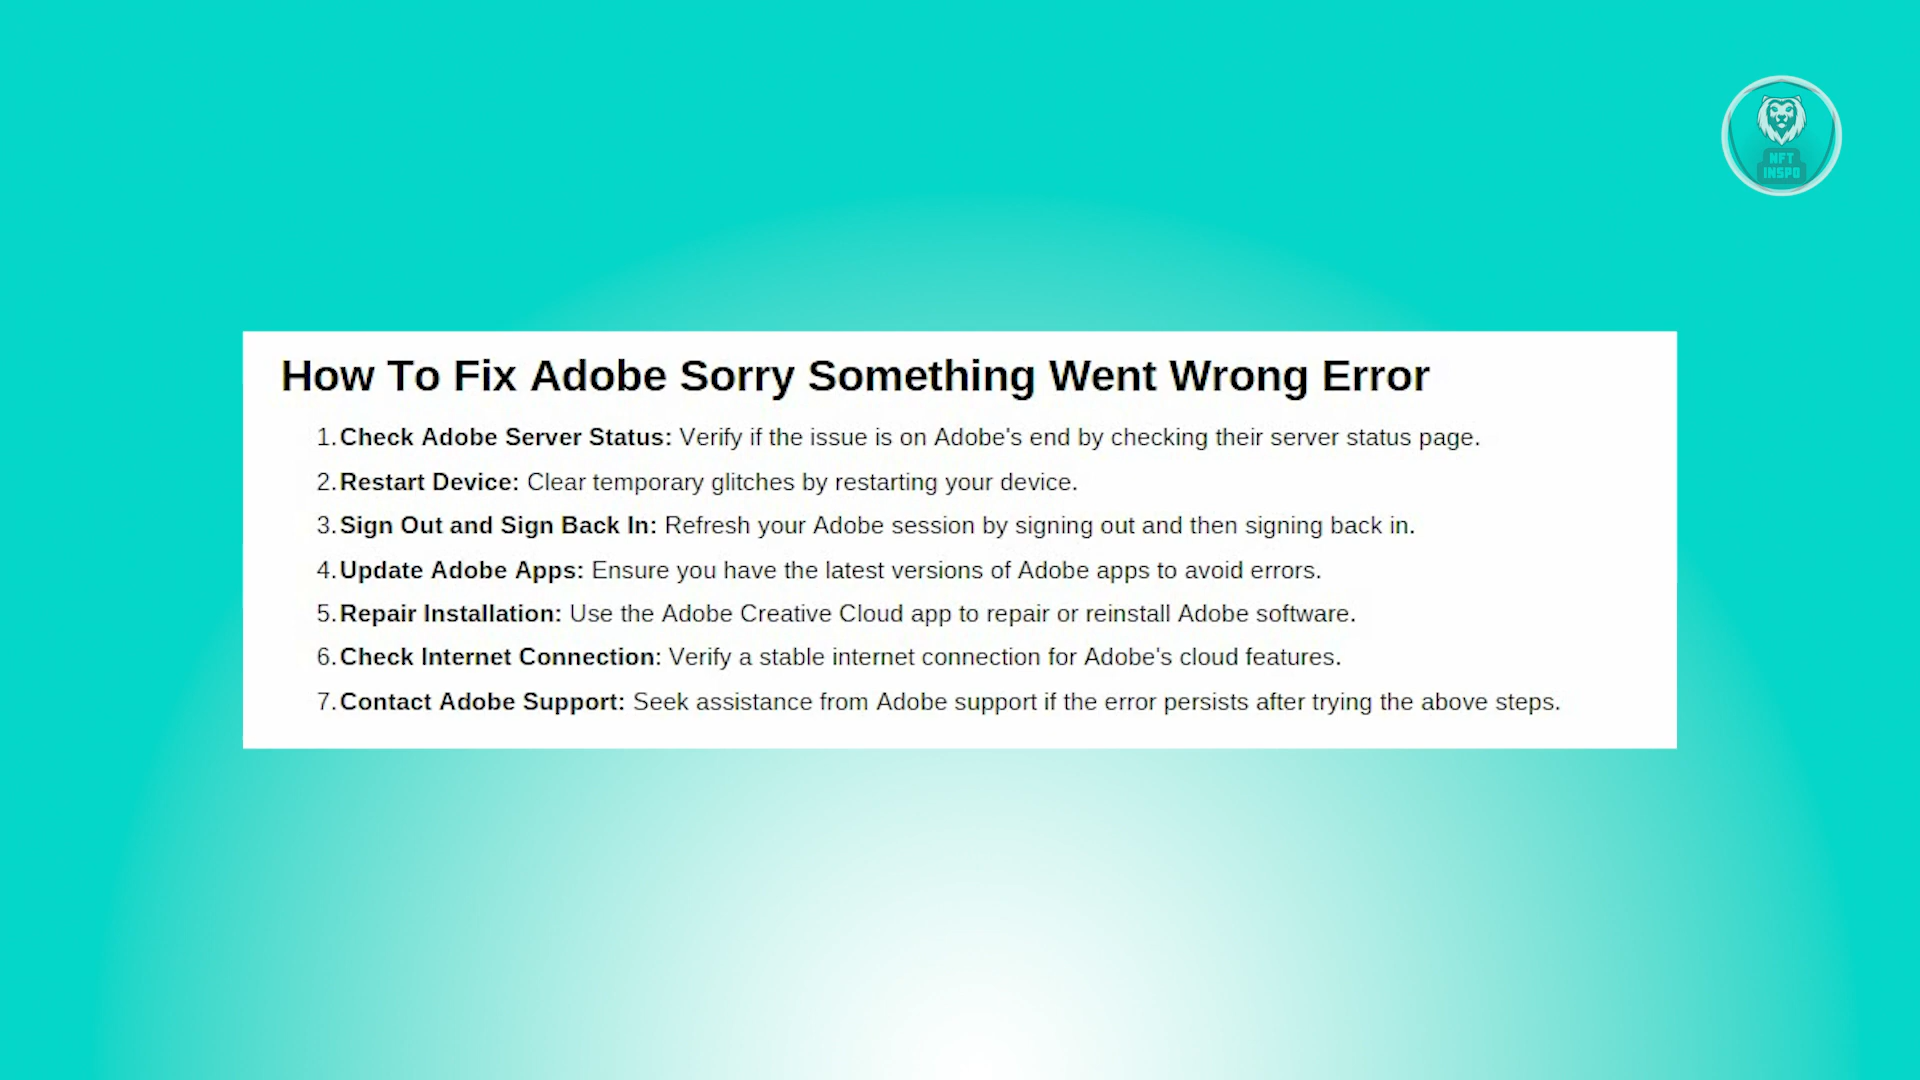 NFT
INSPO
How To Fix Adobe Sorry Something Went Wrong Error
1. Check Adobe Server Status: Verify if the issue is on Adobe's end by checking their server status page.
2. Restart Device: Clear temporary glitches by restarting your device.
3. Sign Out and Sign Back In: Refresh your Adobe session by signing out and then signing back in.
4. Update Adobe Apps: Ensure you have the latest versions of Adobe apps to avoid errors.
5. Repair Installation: Use the Adobe Creative Cloud app to repair or reinstall Adobe software.
6. Check Internet Connection: Verify a stable internet connection for Adobe's cloud features.
7. Contact Adobe Support: Seek assistance from Adobe support if the error persists after trying the above steps.